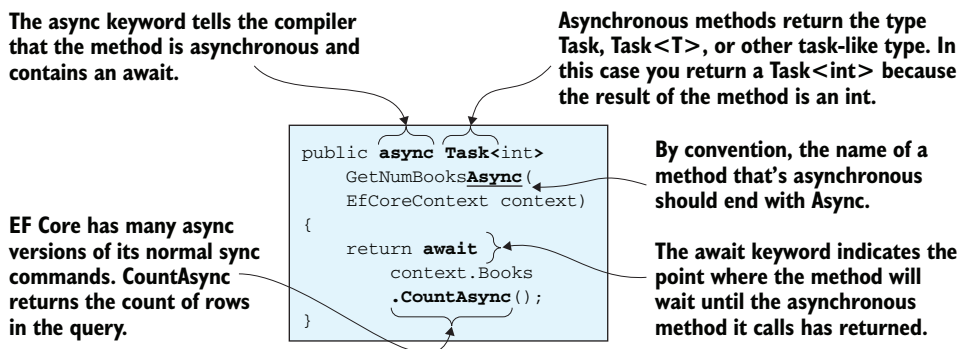 The async keyword tells the compiler
that the method is asynchronous and
contains an await.
Asynchronous methods return the type
Task, Task<T>, or other task-like type. In
this case you return a Task<int> because
the result of the method is an int.
public async Task<int>
GetNumBooksAsync(
EfCoreContext context)
{
return await
context.Books
.CountAsync();
}
By convention, the name of a
method that's asynchronous
should end with Async.
EF Core has many async
versions of its normal sync
commands. CountAsync
returns the count of rows
in the query.
The await keyword indicates the
point where the method will
wait until the asynchronous
method it calls has returned.